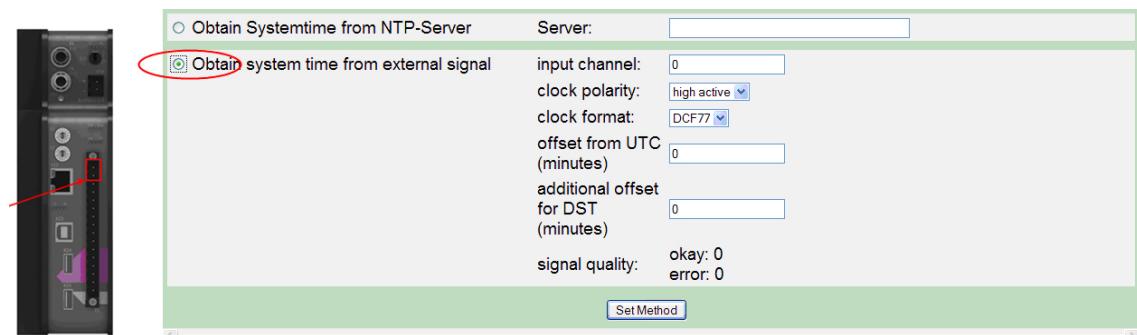 Obtain Systemtime from NTP-Server Server:
Obtain system time from external signal input channel: 0
clock polarity: high active
clock format: DCF77
offset from UTC
(minutes) 0
additional offset
for DST
(minutes) 0
signal quality: okay: 0
error: 0
Set Method